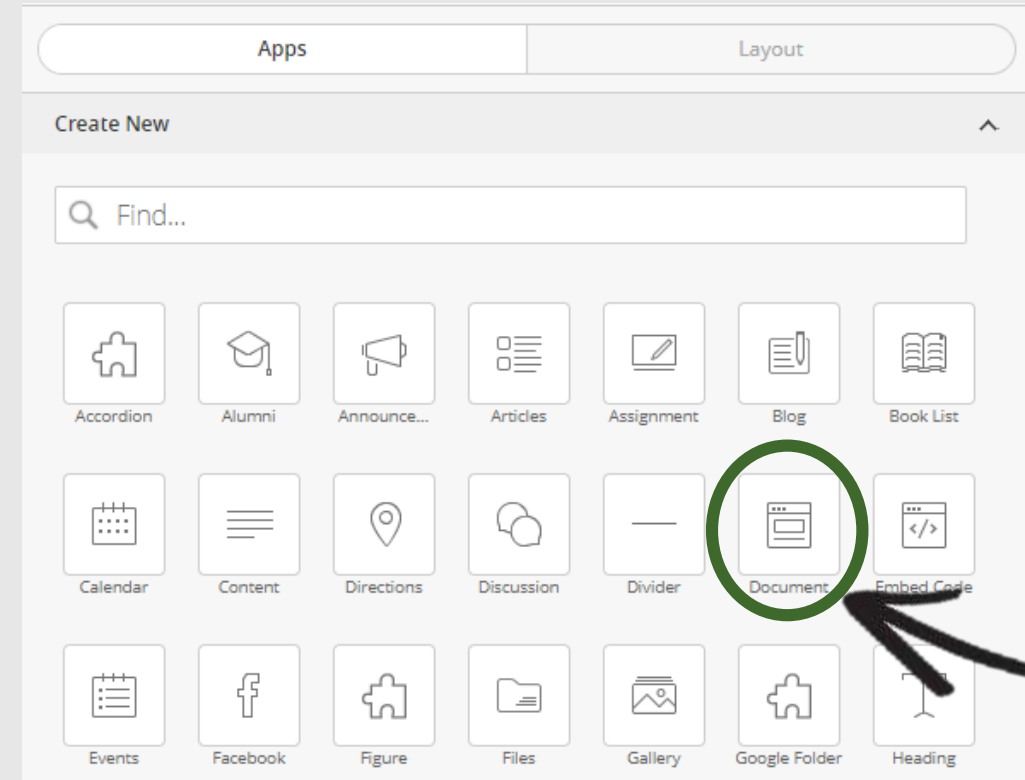 Apps Layout
Create New
Find...
Accordion Alumni Announce... Articles Assignment Blog Book List
Calendar Content Directions Discussion Divider Document Embed Code
Events Facebook Figure Files Gallery Google Folder Heading